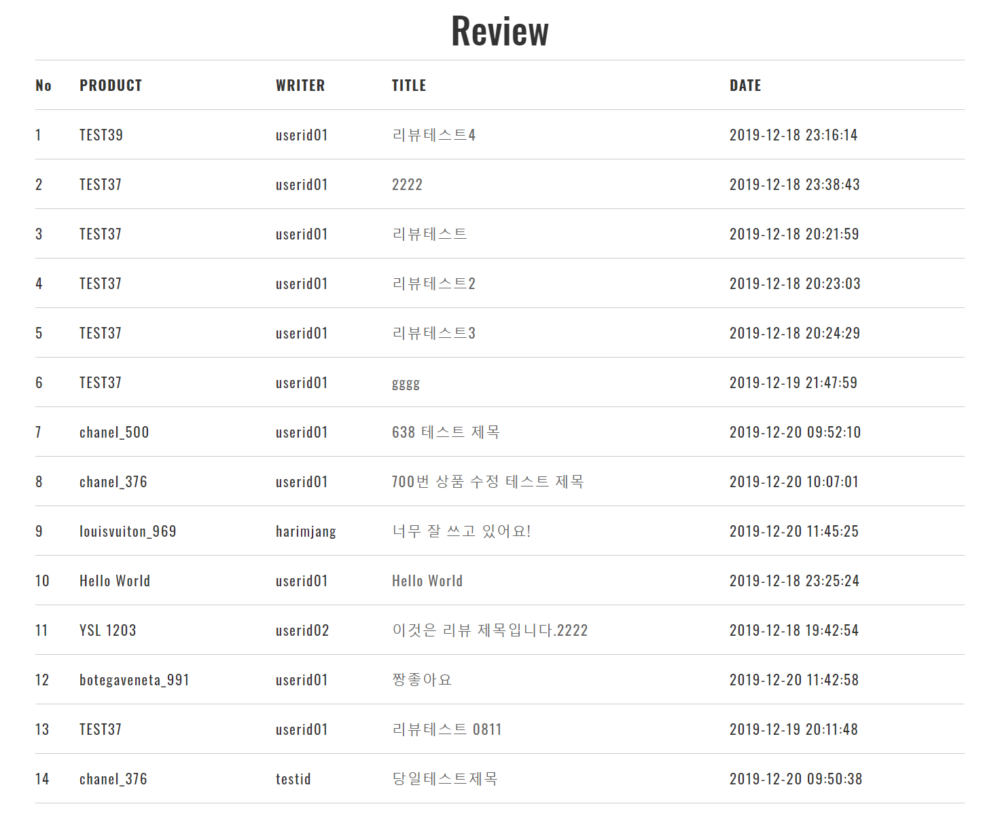 Review
No PRODUCT WRITER TITLE DATE
1 TEST39 userid01 리뷰테스트4 2019-12-18 23:16:14
2 TEST37 userid01 2222 2019-12-18 23:38:43
3 TEST37 userid01 리뷰테스트 2019-12-18 20:21:59
4 TEST37 userid01 리뷰테스트2 2019-12-18 20:23:03
5 TEST37 userid01 리뷰테스트3 2019-12-18 20:24:29
6 TEST37 userid01 gggg 2019-12-19 21:47:59
7 chanel_500 userid01 638 테스트 제목 2019-12-20 09:52:10
8 chanel_376 userid01 700번 상품 수정 테스트 제목 2019-12-20 10:07:01
9 louisvuiton_969 harimjang 너무 잘 쓰고 있어요! 2019-12-20 11:45:25
10 Hello World userid01 Hello World 2019-12-18 23:25:24
11 YSL 1203 userid02 이것은 리뷰 제목입니다.2222 2019-12-18 19:42:54
12 botegaveneta_991 userid01 짱좋아요 2019-12-20 11:42:58
13 TEST37 userid01 리뷰테스트 0811 2019-12-19 20:11:48
14 chanel_376 testid 당일테스트제목 2019-12-20 09:50:38